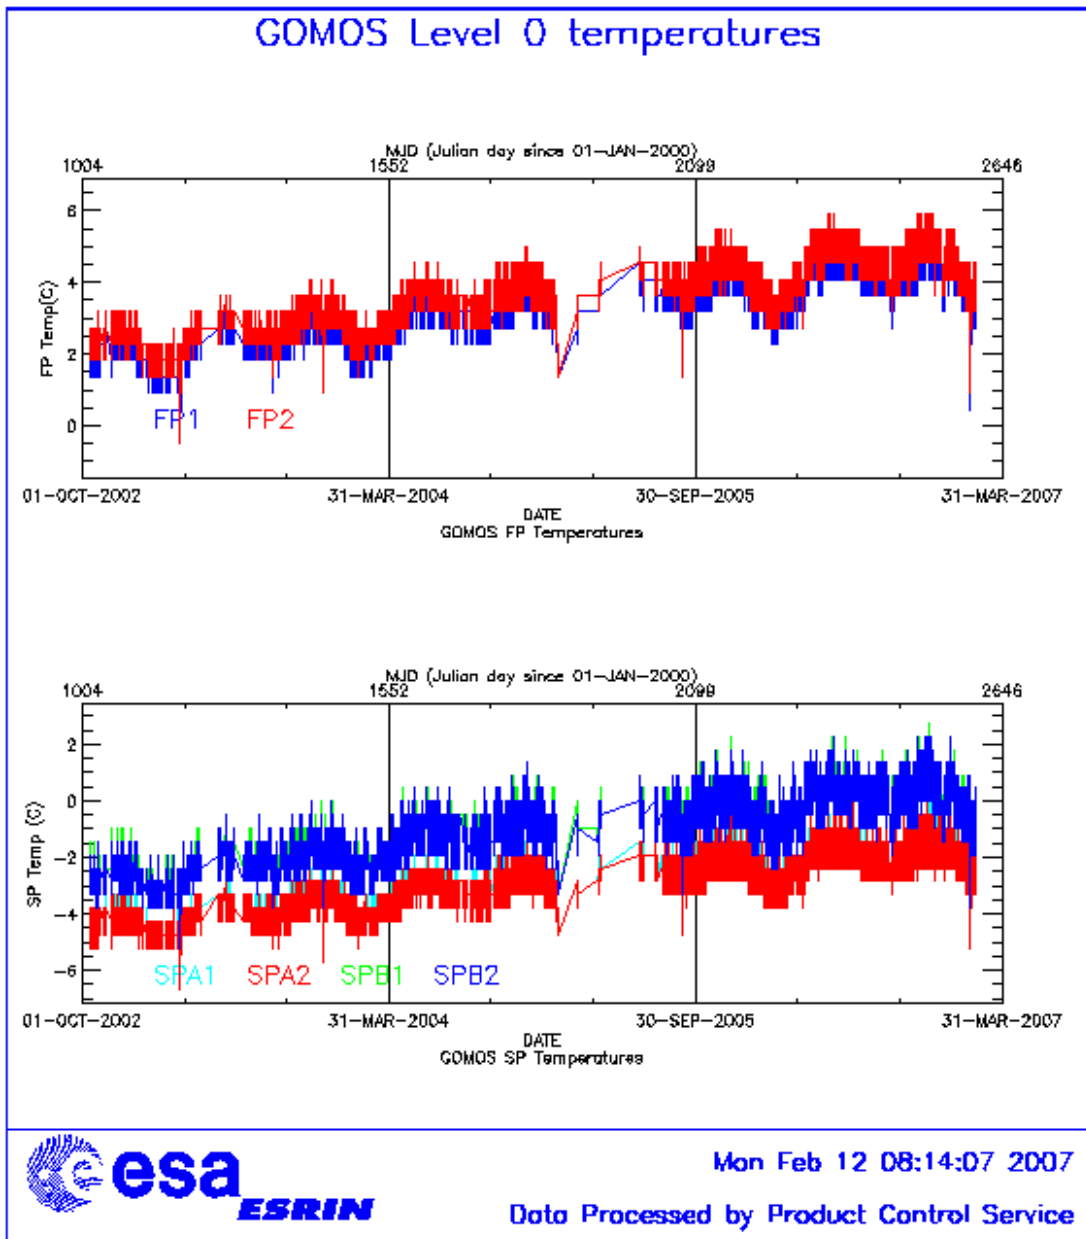 GOMOS Level 0 temperatures
MJD (Julian day since 01-JAN-2000)
1004 1552 2099 2646
6
4
2
0
FP Temp(C)
FP1 FP2
01-OCT-2002 31-MAR-2004 30-SEP-2005 31-MAR-2007
DATE
GOMOS FP Temperatures
MJD (Julian day since 01-JAN-2000)
1004 1552 2099 2646
2
0
-2
-4
-6
SP Temp (C)
SPA1 SPA2 SPB1 SPB2
01-OCT-2002 31-MAR-2004 30-SEP-2005 31-MAR-2007
DATE
GOMOS SP Temperatures
esa
ESRIN
Mon Feb 12 08:14:07 2007
Data Processed by Product Control Service